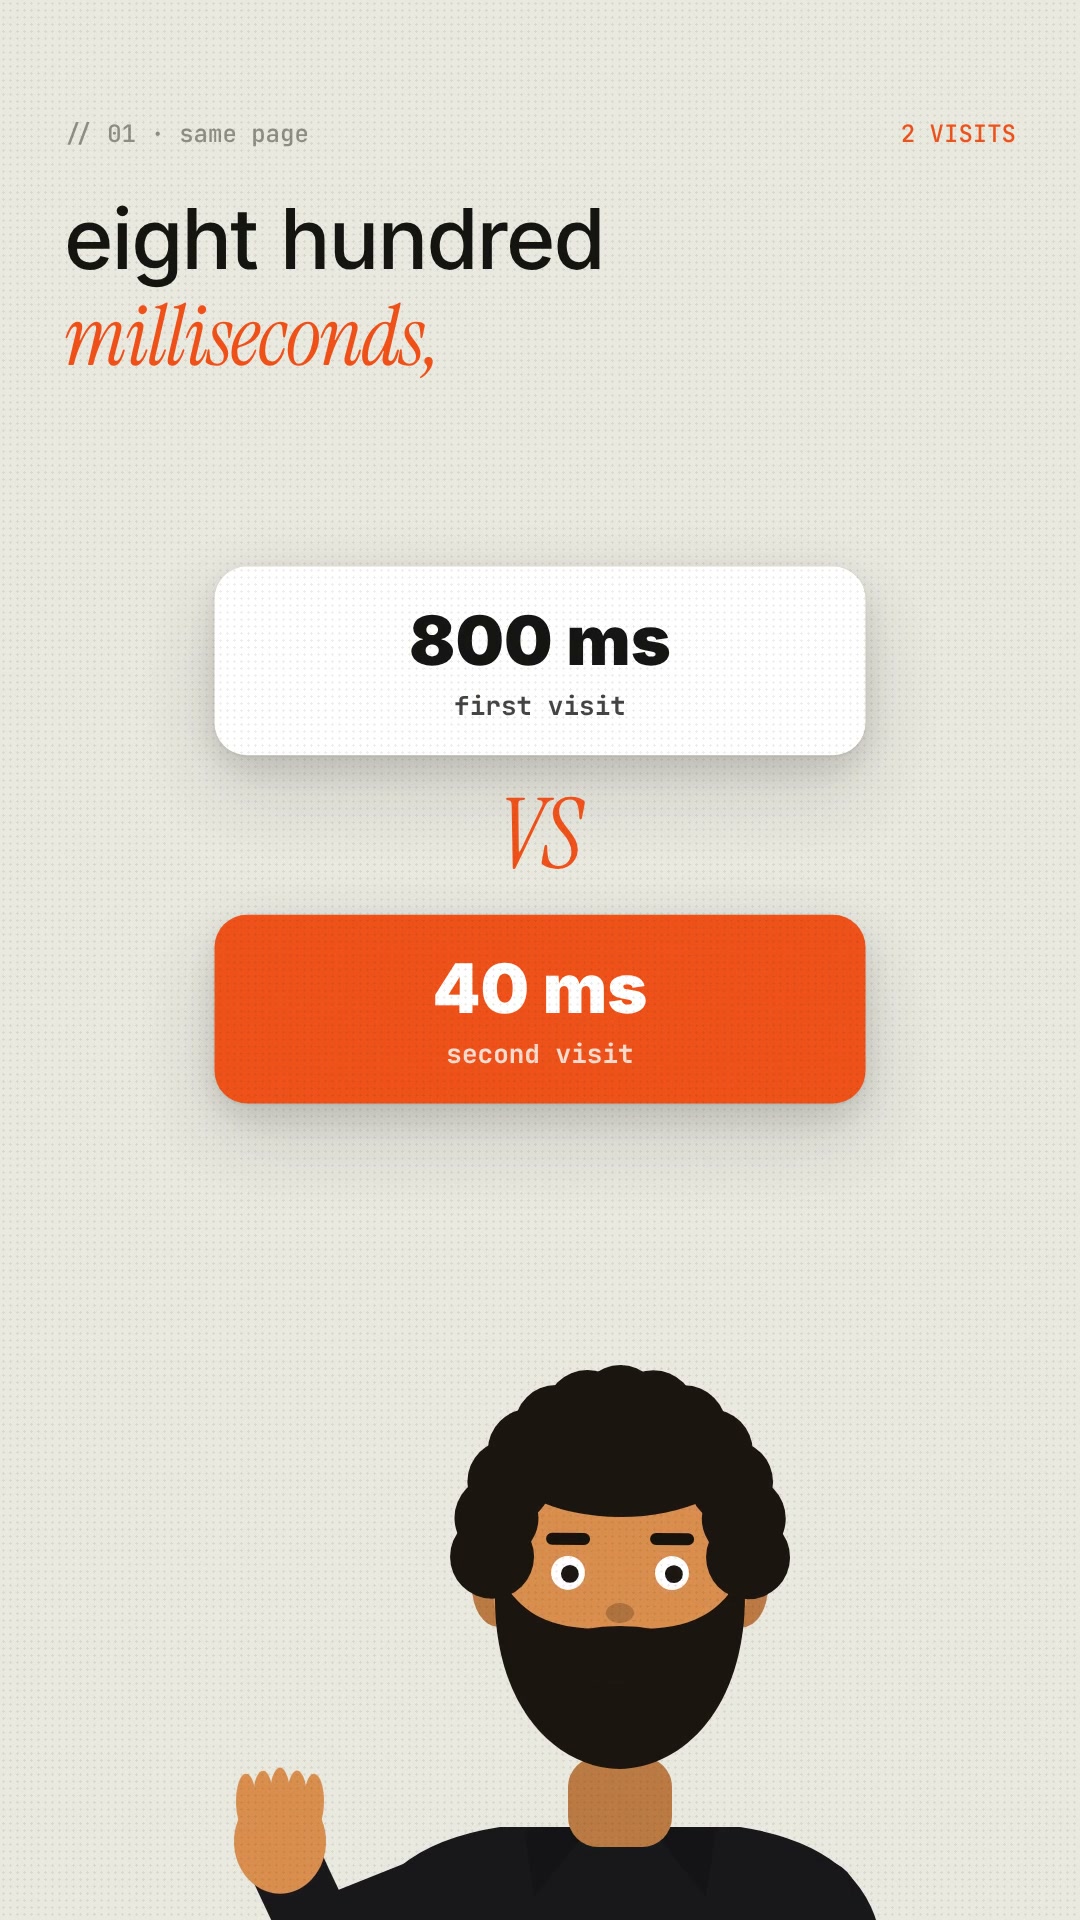 // 01 · same page
2 VISITS
eight hundred
milliseconds,
800 ms
first visit
VS
40 ms
second visit